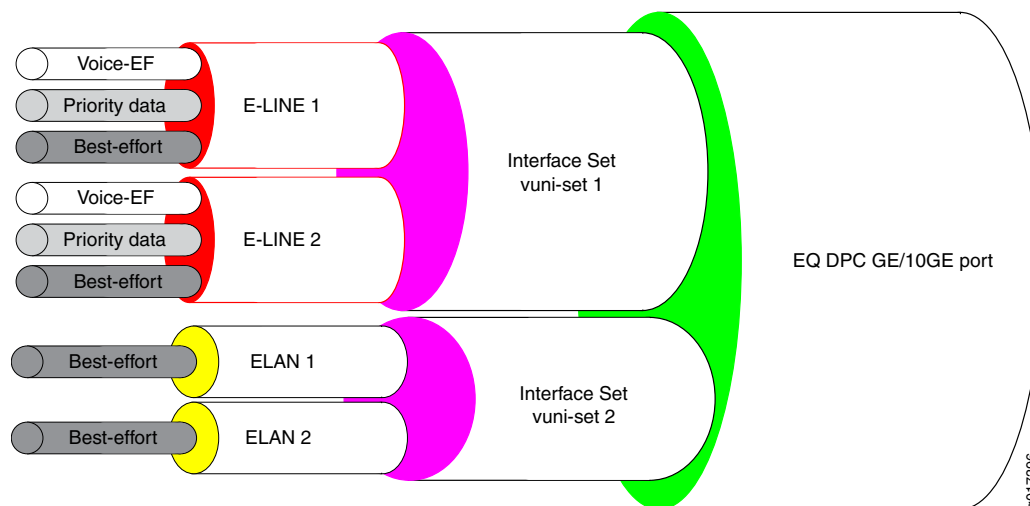 Voice-EF
Priority data
Best-effort
E-LINE 1
Voice-EF
Priority data
Best-effort
E-LINE 2
Interface Set
vuni-set 1
Best-effort
ELAN 1
Best-effort
ELAN 2
Interface Set
vuni-set 2
EQ DPC GE/10GE port